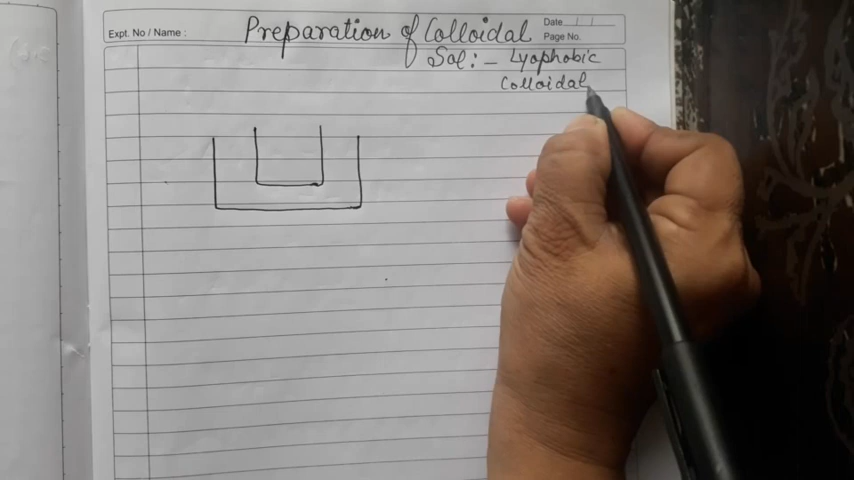 Expt. No / Name :
Preparation of Colloidal
Date / /
Page No.
Sol : - Lyophobic
Colloidal